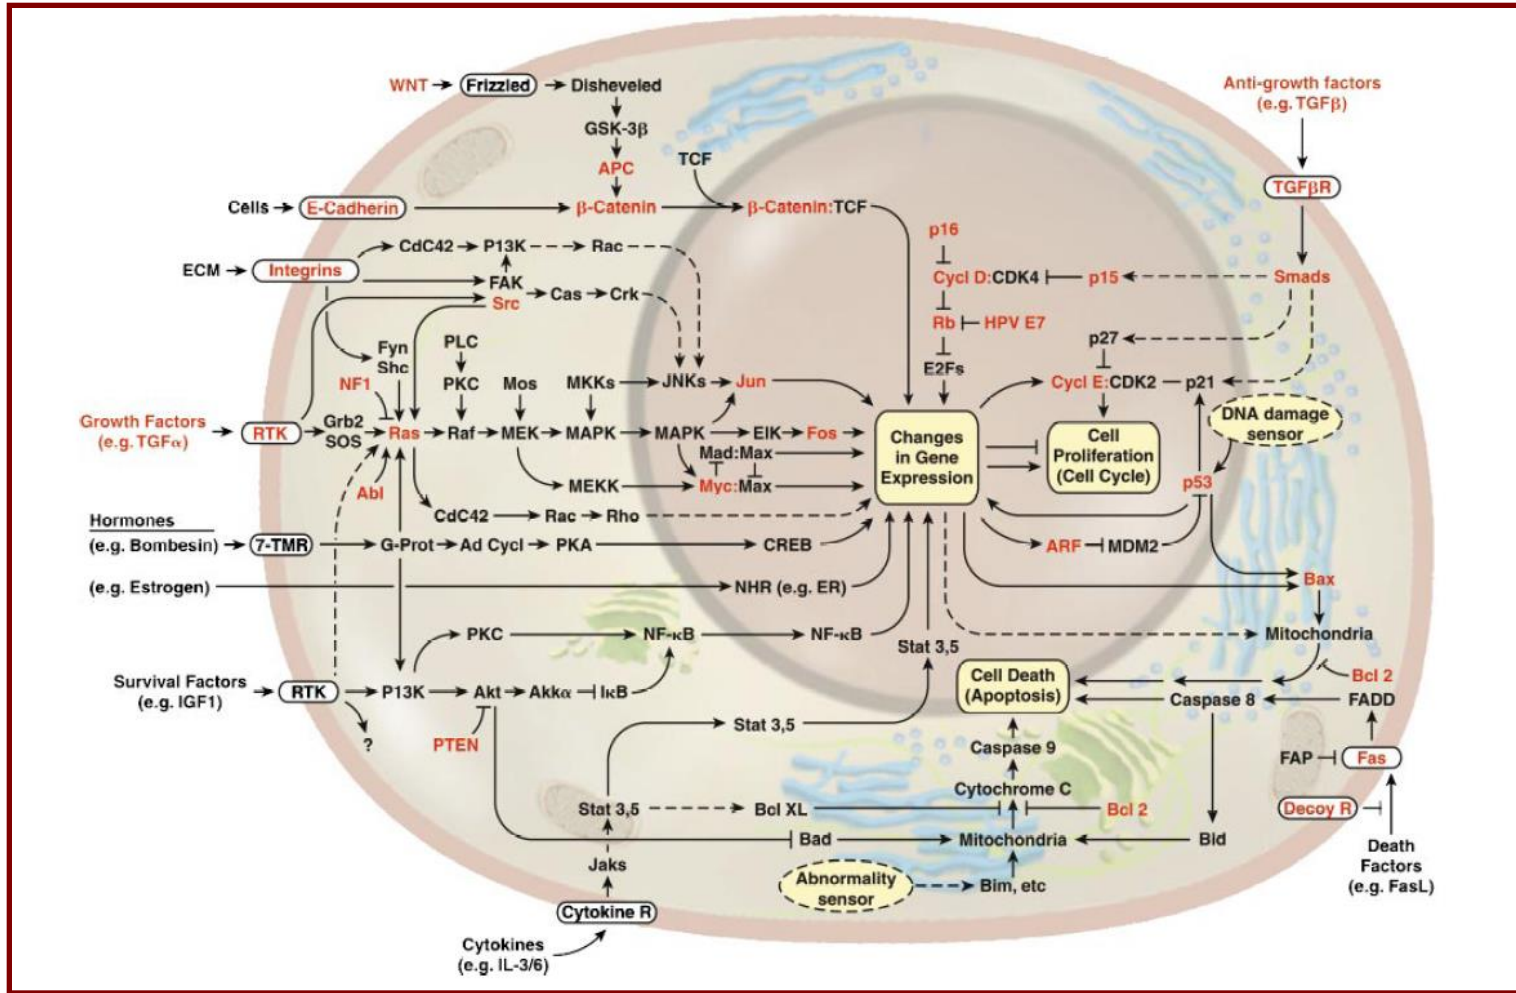 WNT
Frizzled
Disheveled
GSK-3β
APC
TCF
Cells
E-Cadherin
β-Catenin
β-Catenin:TCF
Anti-growth factors
(e.g. TGFβ)
TGFβR
Smads
CdC42
P13K
Rac
ECM
Integrins
FAK
Src
Cas
Crk
p16
Cycl D:CDK4
p15
Rb
HPV E7
E2Fs
p27
Cycl E:CDK2
p21
DNA damage
sensor
Fyn
Shc
NF1
PLC
PKC
Mos
MKKs
JNKs
Jun
Growth Factors
(e.g. TGFα)
RTK
Grb2
SOS
Ras
Raf
MEK
MAPK
MAPK
ElK
Fos
Mad:Max
MEKK
Myc:Max
Abl
Changes
in Gene
Expression
Cell
Proliferation
(Cell Cycle)
p53
CdC42
Rac
Rho
Hormones
(e.g. Bombesin)
7-TMR
G-Prot
Ad Cycl
PKA
CREB
ARF
MDM2
(e.g. Estrogen)
NHR (e.g. ER)
Bax
PKC
NF-κB
NF-κB
Stat 3,5
Mitochondria
Survival Factors
(e.g. IGF1)
RTK
P13K
Akt
Akkα
IκB
?
PTEN
Cell Death
(Apoptosis)
Bcl 2
Caspase 8
FADD
Stat 3,5
Caspase 9
FAP
Fas
Cytochrome C
Stat 3,5
Bcl XL
Bcl 2
Decoy R
Bad
Mitochondria
Bid
Death
Factors
(e.g. FasL)
Jaks
Abnormality
sensor
Bim, etc
Cytokine R
Cytokines
(e.g. IL-3/6)